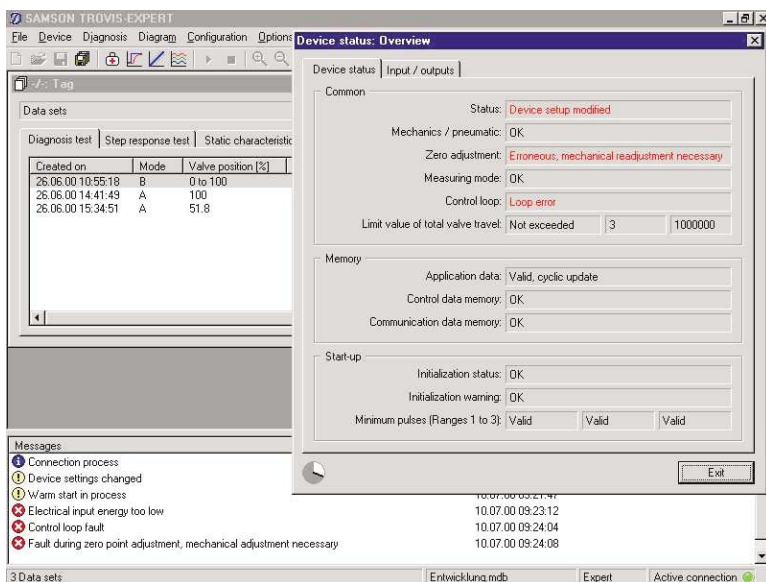 SAMSON TROVIS-EXPERT
File Device Djagnosis Diagram Configuration Options
-/-: Tag
Data sets
Diagnosis test Step response test Static characteristic
Created on Mode Valve position [%]
26.06.00 10:55:18 B 0 to 100
26.06.00 14:41:49 A 100
26.06.00 15:34:51 A 51.8
Device status: Overview
Device status Input / outputs
Common
Status: Device setup modified
Mechanics / pneumatic: OK
Zero adjustment: Erroneous, mechanical readjustment necessary
Measuring mode: OK
Control loop: Loop error
Limit value of total valve travel: Not exceeded 3 1000000
Memory
Application data: Valid, cyclic update
Control data memory: OK
Communication data memory: OK
Start-up
Initialization status: OK
Initialization warning: OK
Minimum pulses (Ranges 1 to 3): Valid Valid Valid
Exit
Messages
Connection process
Device settings changed
Warm start in process
Electrical input energy too low 10.07.00 09:23:12
Control loop fault 10.07.00 09:24:04
Fault during zero point adjustment, mechanical adjustment necessary 10.07.00 09:24:08
3 Data sets Entwicklung.mdb Expert Active connection